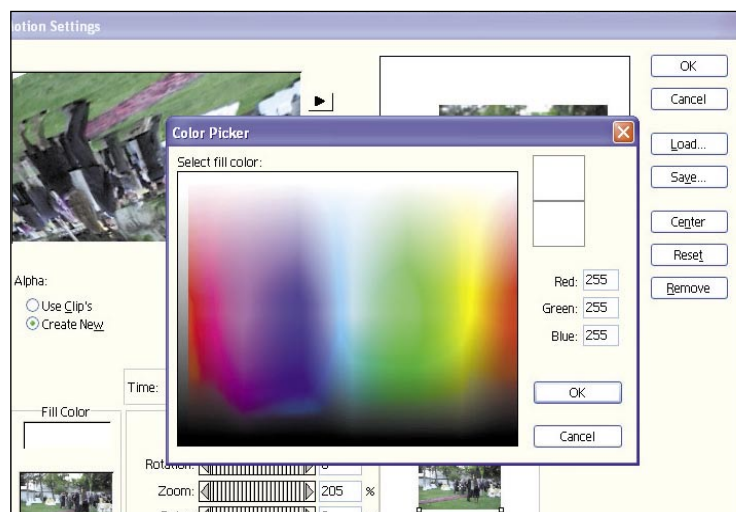 otion Settings
OK
Cancel
Load...
Save...
Center
Reset
Remove
Color Picker
Select fill color:
Red: 255
Green: 255
Blue: 255
OK
Cancel
Alpha:
Use Clip's
Create New
Time:
Fill Color
Rotation:
Zoom: 205 %